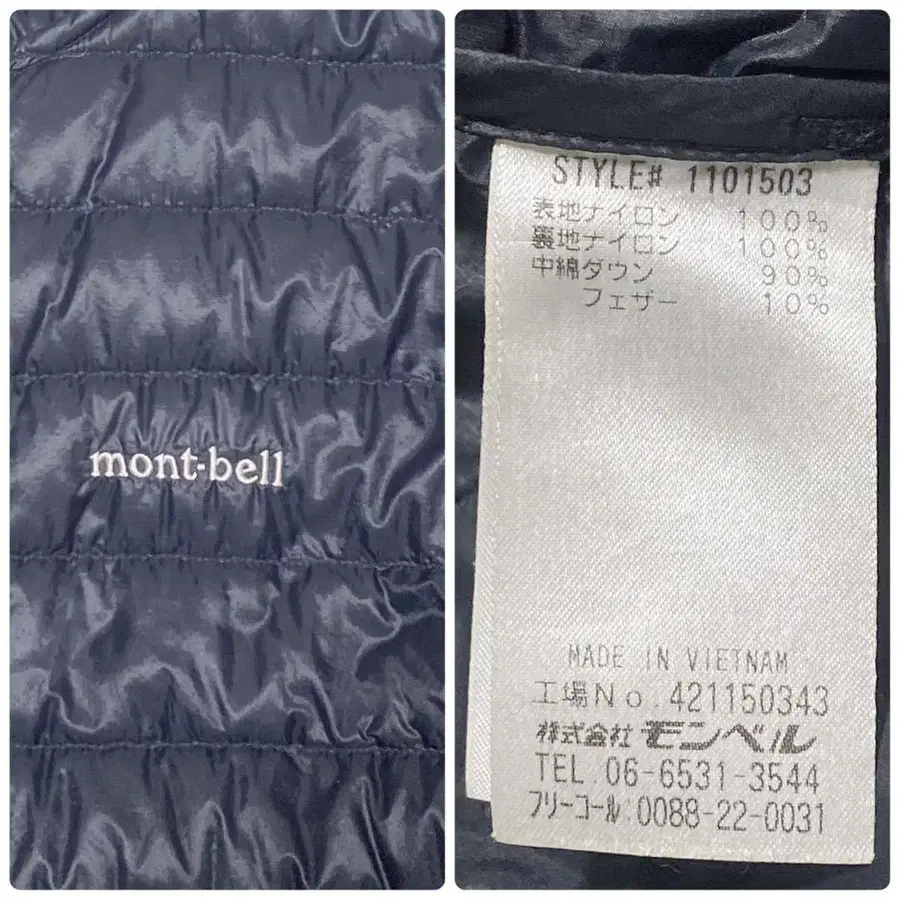 mont-bell
STYLE# 1101503
表地ナイロン 100%
裏地ナイロン 100%
中綿ダウン 90%
フェザー 10%
MADE IN VIETNAM
工場No.421150343
株式会社 モンベル
TEL.06-6531-3544
フリーコール:0088-22-0031